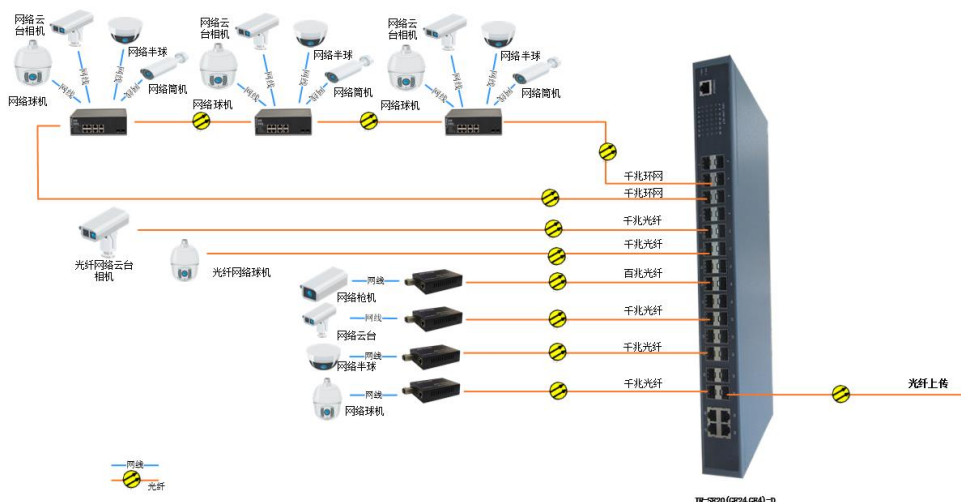 网络云
台相机
网络半球
网线
网线
网线
网线
网络球机
网络筒机
网络云
台相机
网络半球
网线
网线
网线
网线
网络球机
网络筒机
网络云
台相机
网络半球
网线
网线
网线
网线
网络球机
网络筒机
千兆环网
千兆环网
千兆光纤
光纤网络云台
相机
光纤网络球机
千兆光纤
网络枪机
网线
百兆光纤
网络云台
网线
千兆光纤
网络半球
网线
千兆光纤
网络球机
网线
千兆光纤
光纤上传
网线
光纤